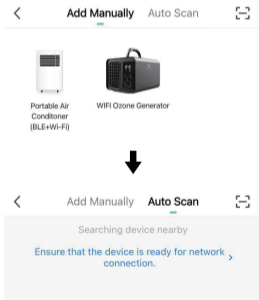 Add Manually Auto Scan
Portable Air WIFI Ozone Generator
Conditoner
(BLE+Wi-Fi)
Add Manually Auto Scan
Searching device nearby
Ensure that the device is ready for network
connection.